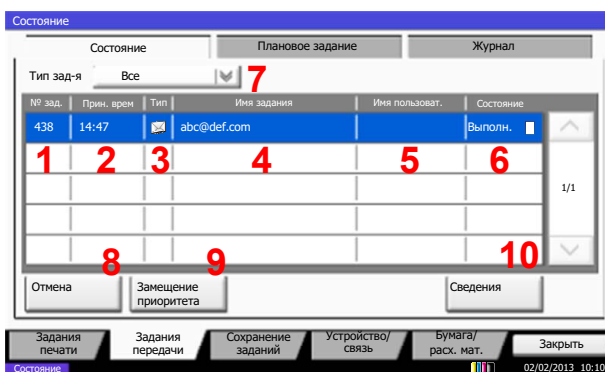 Состояние
Состояние Плановое задание Журнал
Тип зад-я Все 7
№ зад. Прин. врем Тип Имя задания Имя пользоват. Состояние
438 14:47 abc@def.com Выполн.
1 2 3 4 5 6
1/1
8 9 10
Отмена Замещение приоритета Сведения
Задания печати Задания передачи Сохранение заданий Устройство/ связь Бумага/ расх. мат. Закрыть
Состояние 02/02/2013 10:10